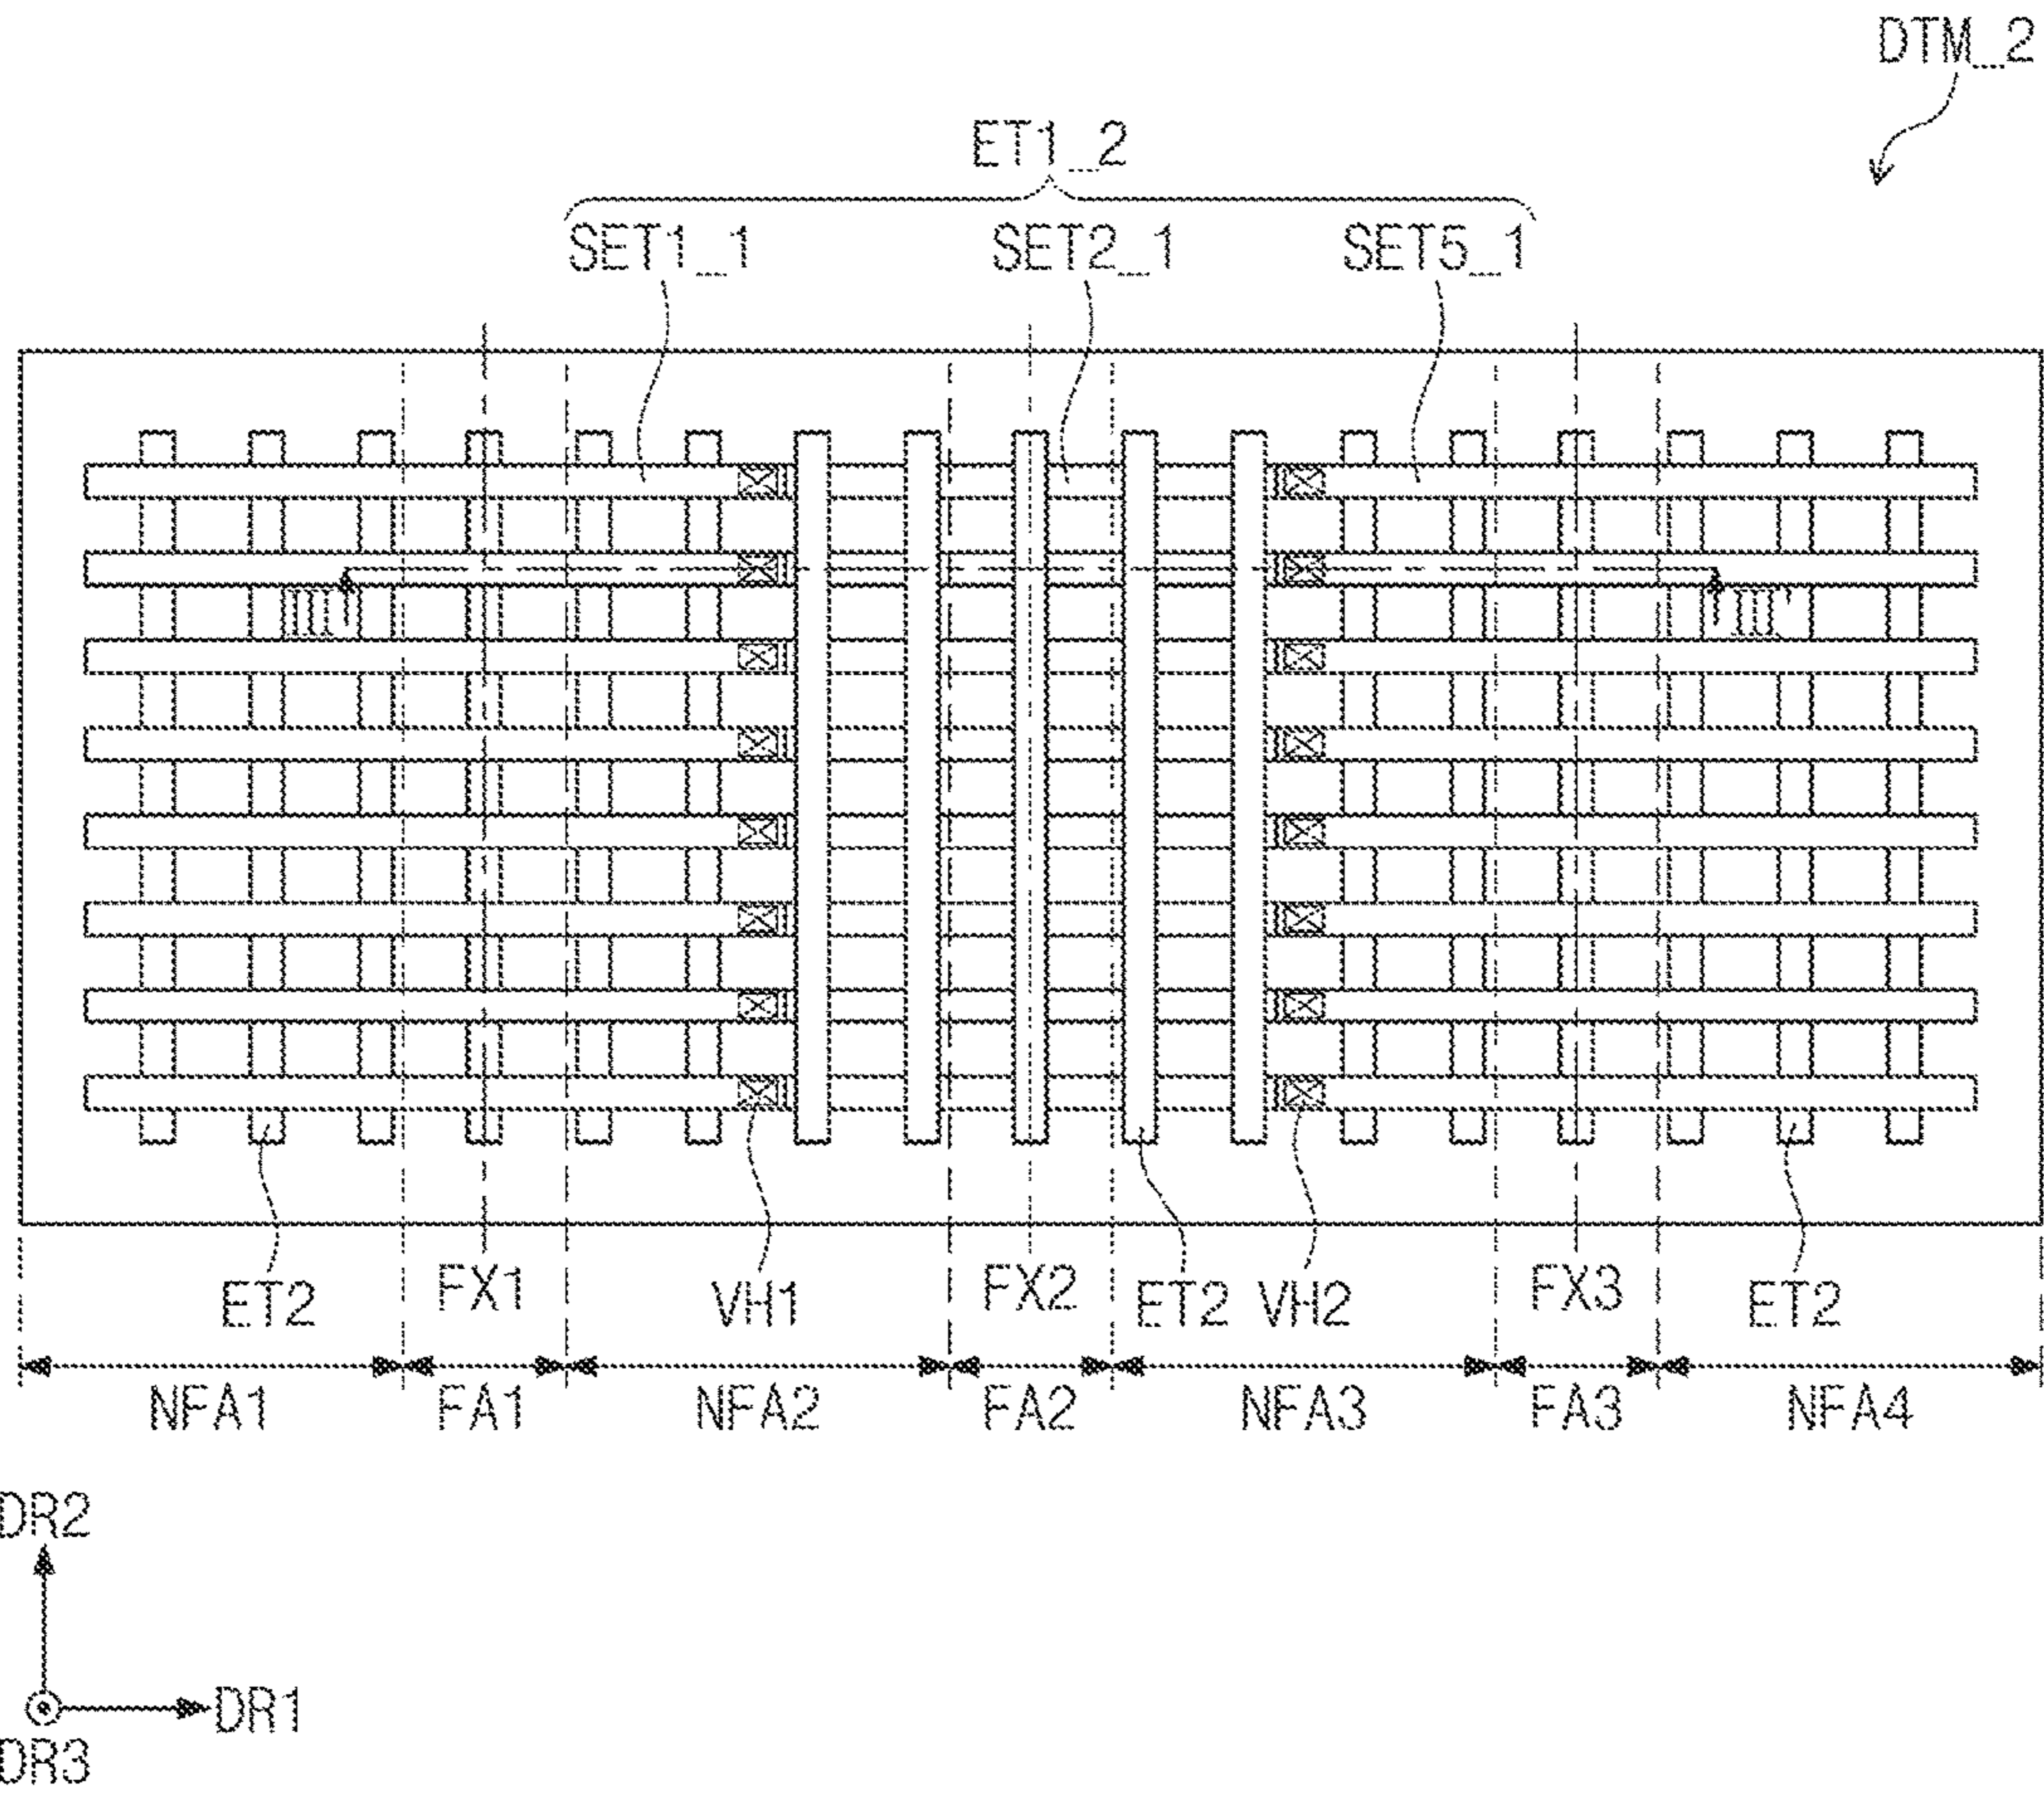 DTM_2
ET1_2
SET1_1 SET2_1 SET5_1
III III'
FX1 FX2 FX3
ET2 VH1 ET2 VH2 ET2
NFA1 FA1 NFA2 FA2 NFA3 FA3 NFA4
DR2
DR1
DR3